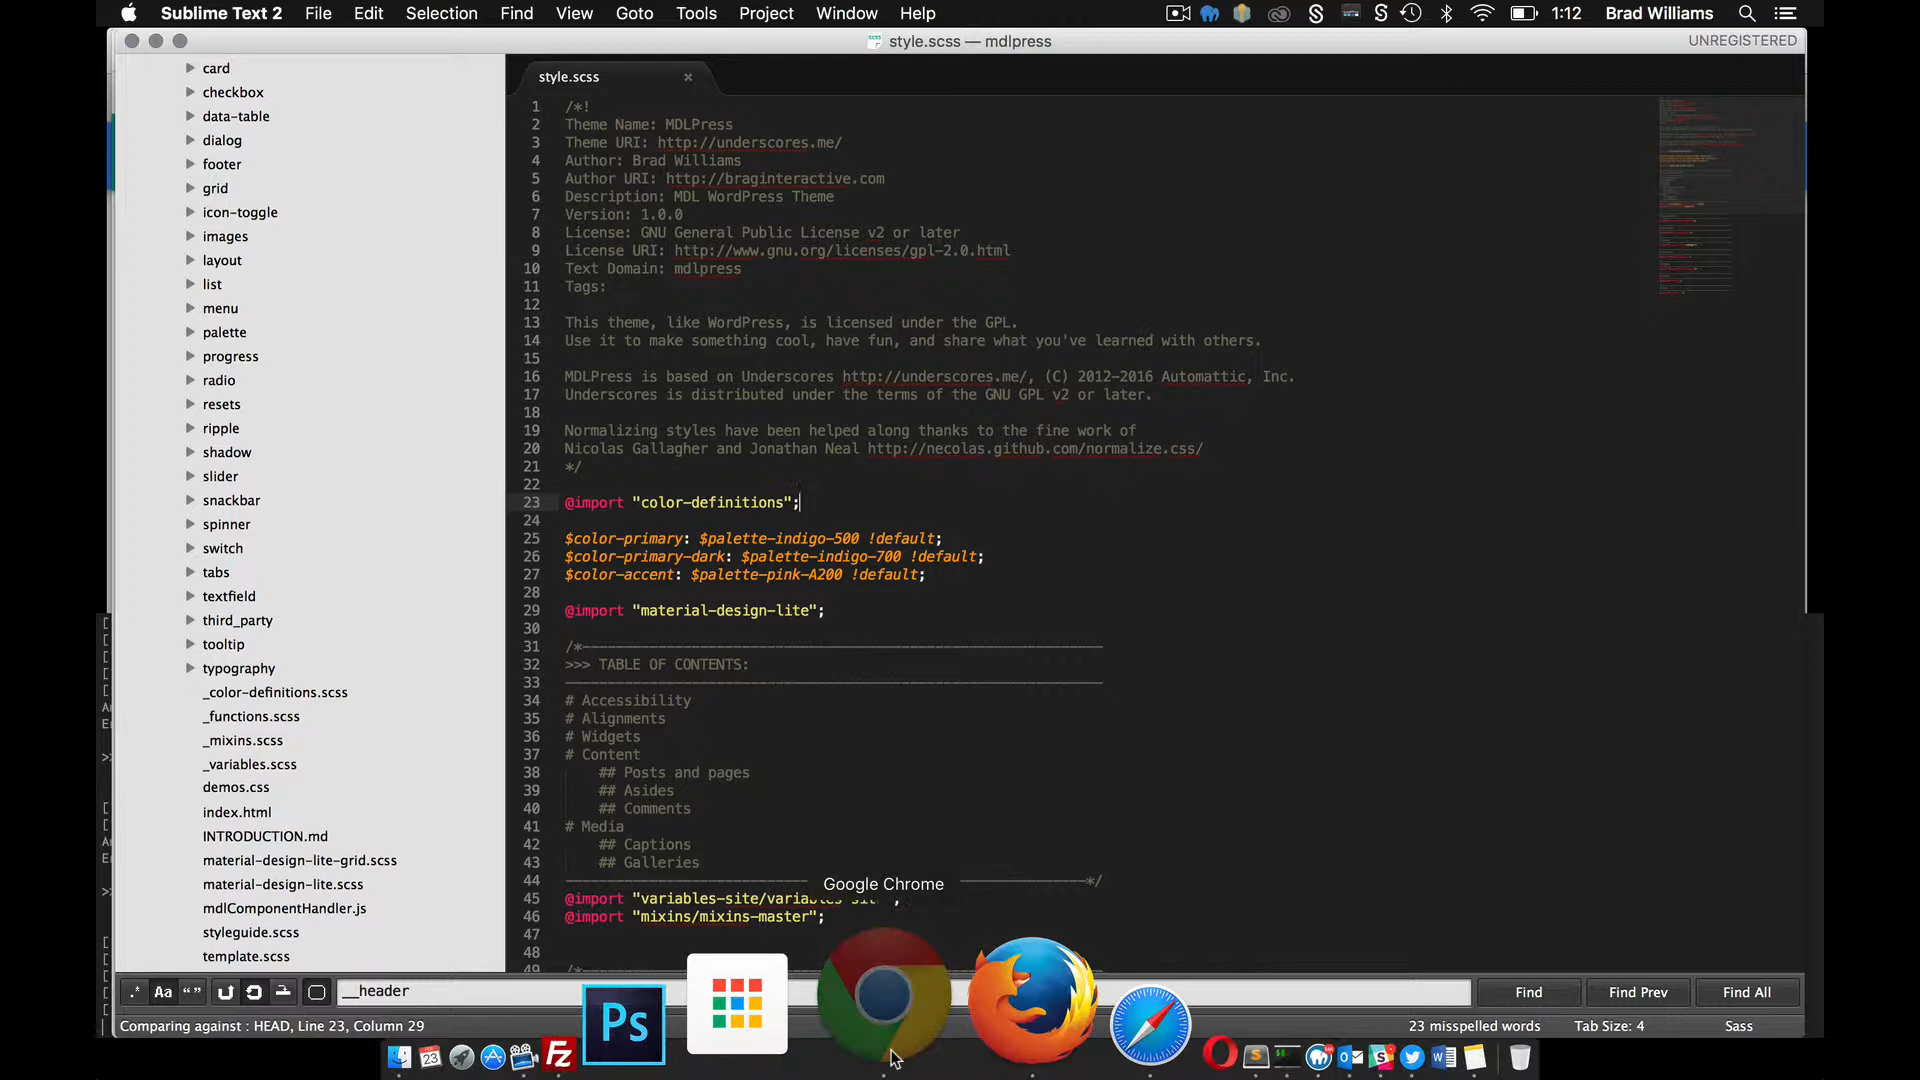 Sublime Text 2 File Edit Selection Find View Goto Tools Project Window Help 1:12 Brad Williams
style.scss — mdlpress UNREGISTERED
card
checkbox
data-table
dialog
footer
grid
icon-toggle
images
layout
list
menu
palette
progress
radio
resets
ripple
shadow
slider
snackbar
spinner
switch
tabs
textfield
third_party
tooltip
typography
_color-definitions.scss
_functions.scss
_mixins.scss
_variables.scss
demos.css
index.html
INTRODUCTION.md
material-design-lite-grid.scss
material-design-lite.scss
mdlComponentHandler.js
styleguide.scss
template.scss
style.scss ×
1 /*!
2 Theme Name: MDLPress
3 Theme URI: http://underscores.me/
4 Author: Brad Williams
5 Author URI: http://braginteractive.com
6 Description: MDL WordPress Theme
7 Version: 1.0.0
8 License: GNU General Public License v2 or later
9 License URI: http://www.gnu.org/licenses/gpl-2.0.html
10 Text Domain: mdlpress
11 Tags:
12
13 This theme, like WordPress, is licensed under the GPL.
14 Use it to make something cool, have fun, and share what you've learned with others.
15
16 MDLPress is based on Underscores http://underscores.me/, (C) 2012-2016 Automattic, Inc.
17 Underscores is distributed under the terms of the GNU GPL v2 or later.
18
19 Normalizing styles have been helped along thanks to the fine work of
20 Nicolas Gallagher and Jonathan Neal http://necolas.github.com/normalize.css/
21 */
22
23 @import "color-definitions";
24
25 $color-primary: $palette-indigo-500 !default;
26 $color-primary-dark: $palette-indigo-700 !default;
27 $color-accent: $palette-pink-A200 !default;
28
29 @import "material-design-lite";
30
31 /*--------------------------------------------------------------
32 >>> TABLE OF CONTENTS:
33 ----------------------------------------------------------------
34 # Accessibility
35 # Alignments
36 # Widgets
37 # Content
38 ## Posts and pages
39 ## Asides
40 ## Comments
41 # Media
42 ## Captions
43 ## Galleries
44 --------------------------------------------------------------*/
45 @import "variables-site/variables-site";
46 @import "mixins/mixins-master";
47
48
49 /*
Google Chrome
.* Aa “ ” __header Find Find Prev Find All
Comparing against : HEAD, Line 23, Column 29 23 misspelled words Tab Size: 4 Sass
Ps
23
Fz